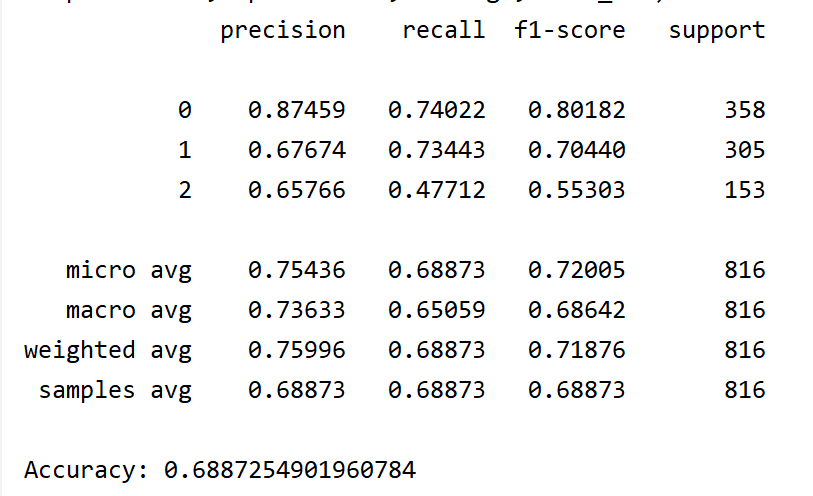 precision recall f1-score support
0 0.87459 0.74022 0.80182 358
1 0.67674 0.73443 0.70440 305
2 0.65766 0.47712 0.55303 153
micro avg 0.75436 0.68873 0.72005 816
macro avg 0.73633 0.65059 0.68642 816
weighted avg 0.75996 0.68873 0.71876 816
samples avg 0.68873 0.68873 0.68873 816
Accuracy: 0.6887254901960784